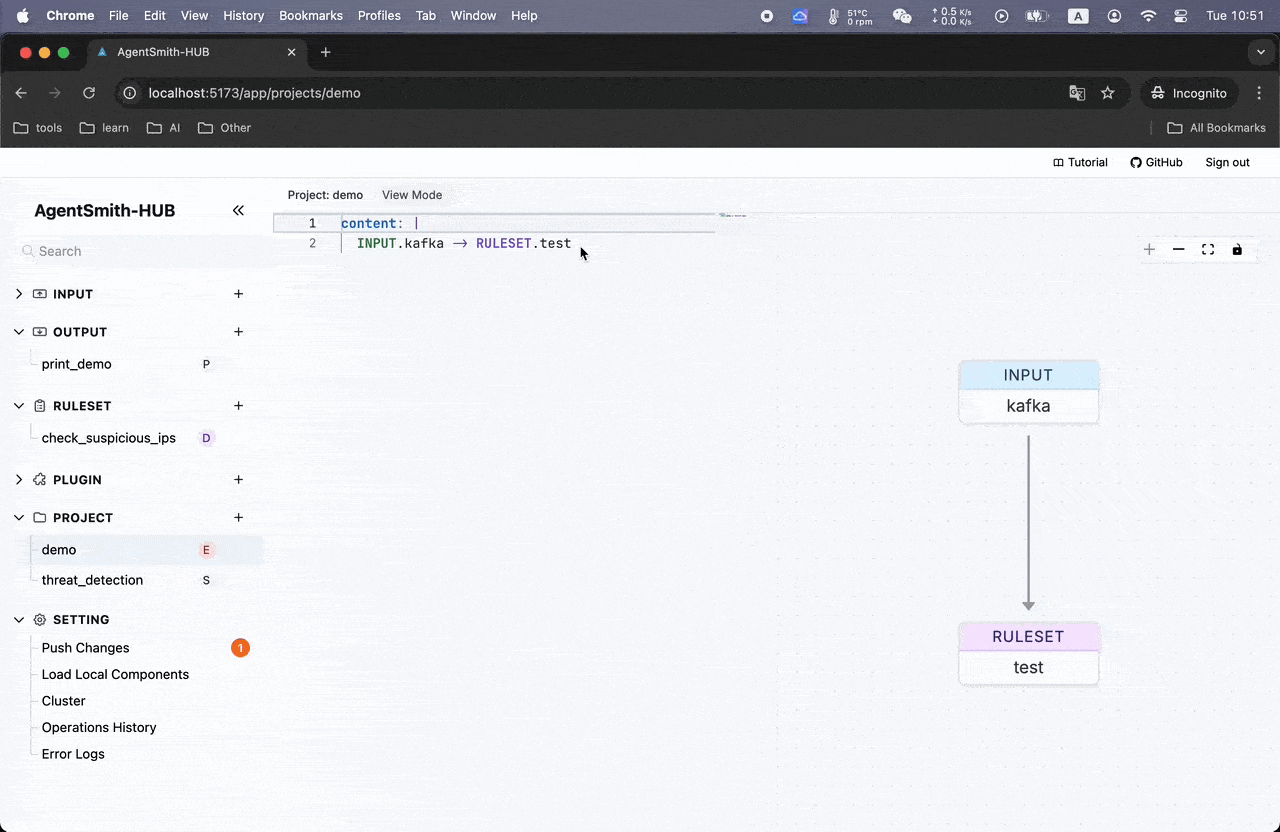 Chrome File Edit View History Bookmarks Profiles Tab Window Help 51°C 0 rpm 0.5 K/s 0.0 K/s A Tue 10:51
AgentSmith-HUB
localhost:5173/app/projects/demo Incognito
tools learn AI Other All Bookmarks
Tutorial GitHub Sign out
AgentSmith-HUB
Search
INPUT
OUTPUT
print_demo P
RULESET
check_suspicious_ips D
PLUGIN
PROJECT
demo E
threat_detection S
SETTING
Push Changes 1
Load Local Components
Cluster
Operations History
Error Logs
Project: demo View Mode
1 content: |
2 INPUT.kafka -> RULESET.test
INPUT
kafka
RULESET
test